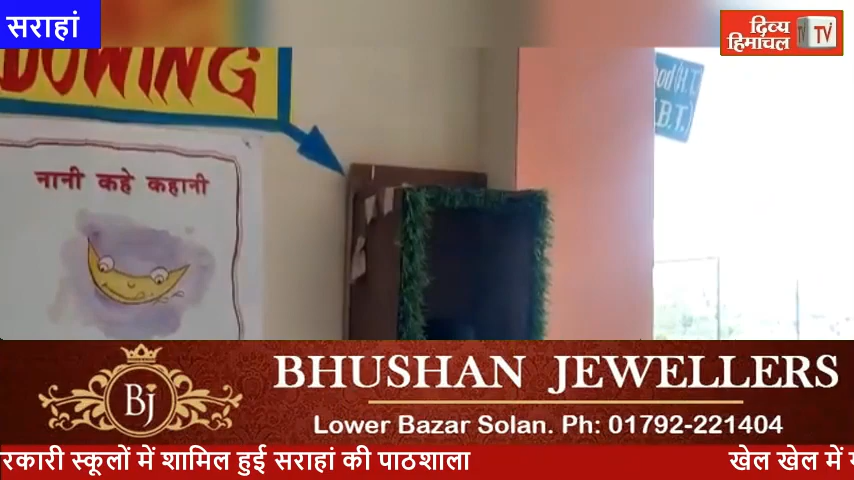 सराहां
दिव्य
हिमाचल
TV
DOWING
नानी कहे कहानी
BHUSHAN JEWELLERS
BJ
Lower Bazar Solan. Ph: 01792-221404
रकारी स्कूलों में शामिल हुई सराहां की पाठशाला खेल खेल में